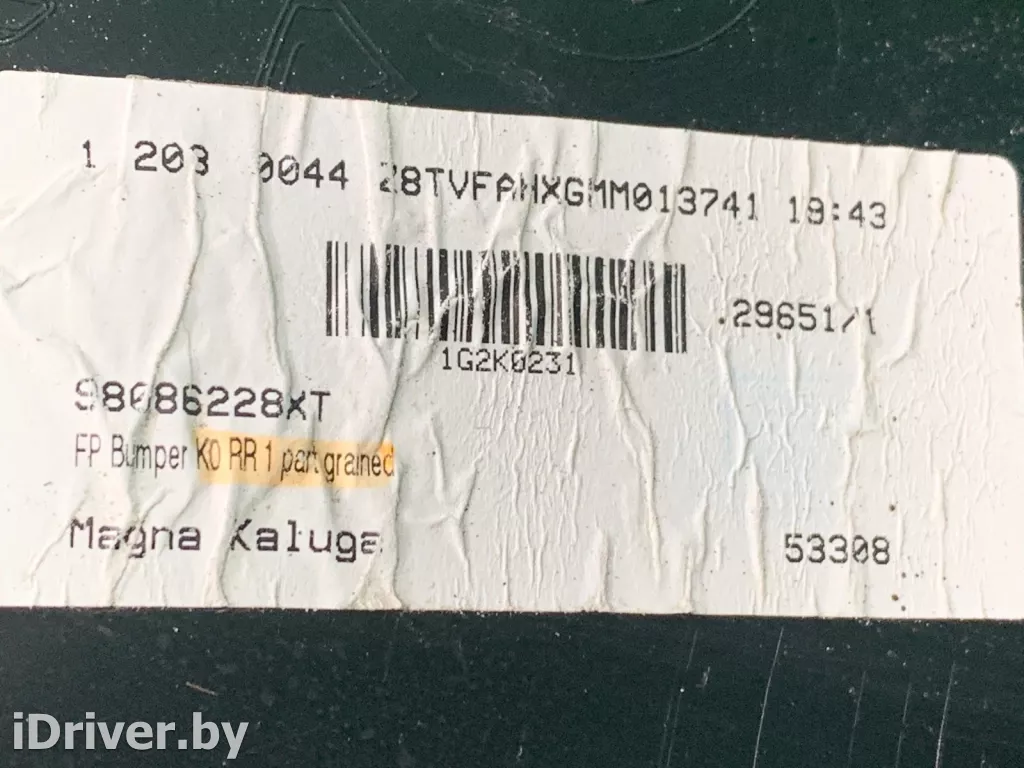 1 203 0044 Z8TVFAHXGMM013741 19:43
.29651/1
1G2K0231
98086228XT
FP Bumper K0 RR 1 part grained
Magna Kaluga
53308
iDriver.by